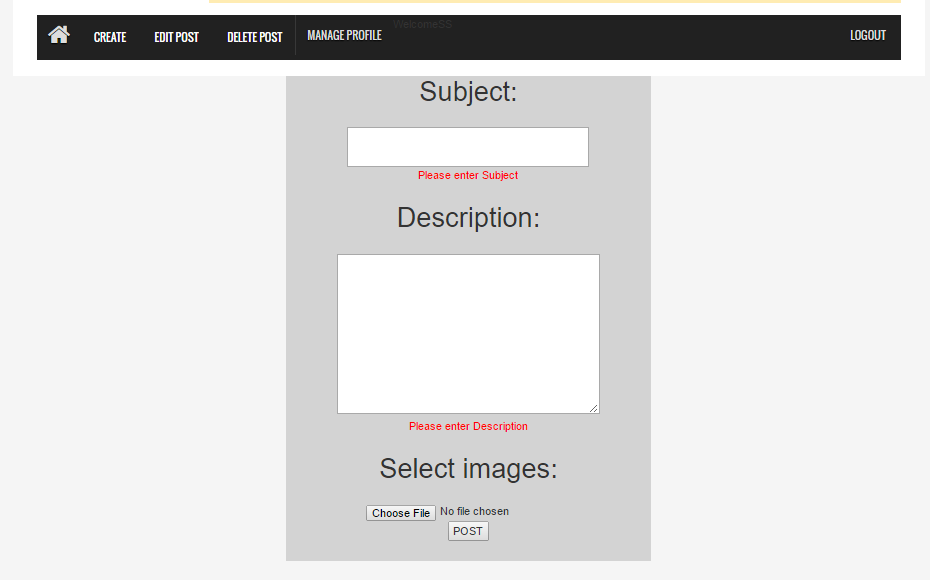 CREATE EDIT POST DELETE POST MANAGE PROFILE WelcomeSS LOGOUT
Subject:
Please enter Subject
Description:
Please enter Description
Select images:
Choose File No file chosen
POST